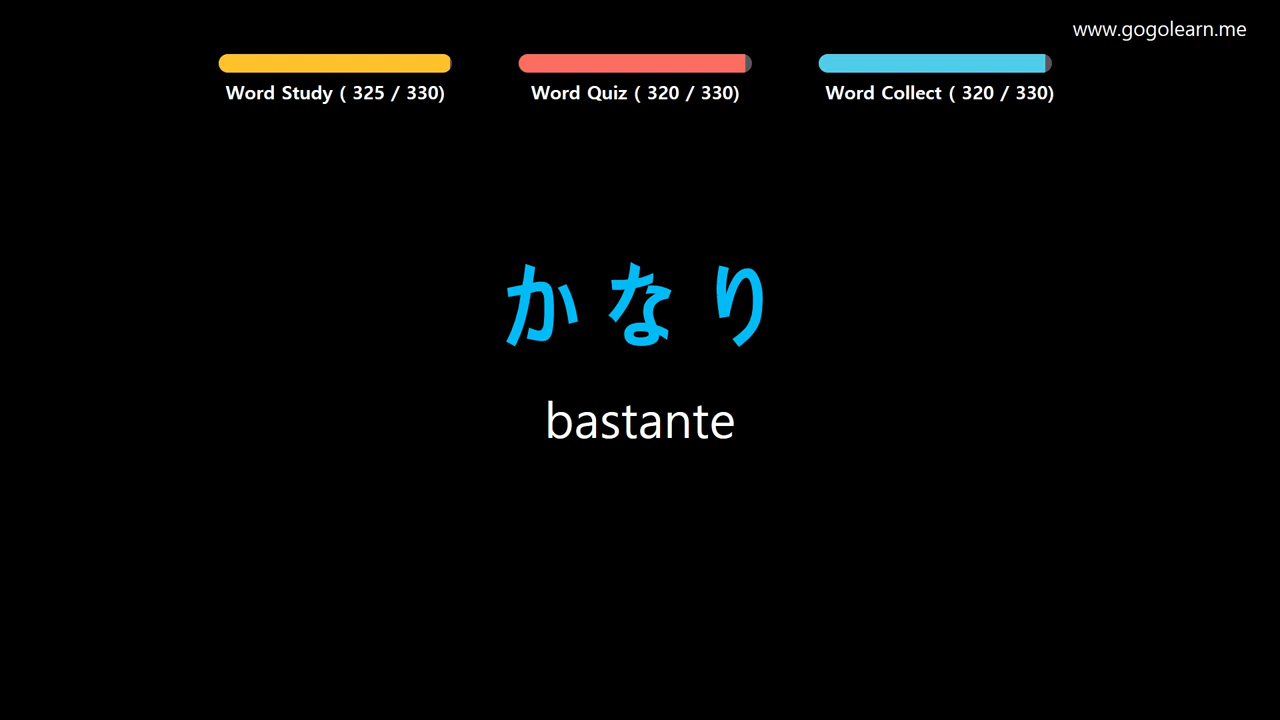 www.gogolearn.me
Word Study ( 325 / 330)
Word Quiz ( 320 / 330)
Word Collect ( 320 / 330)
かなり
bastante